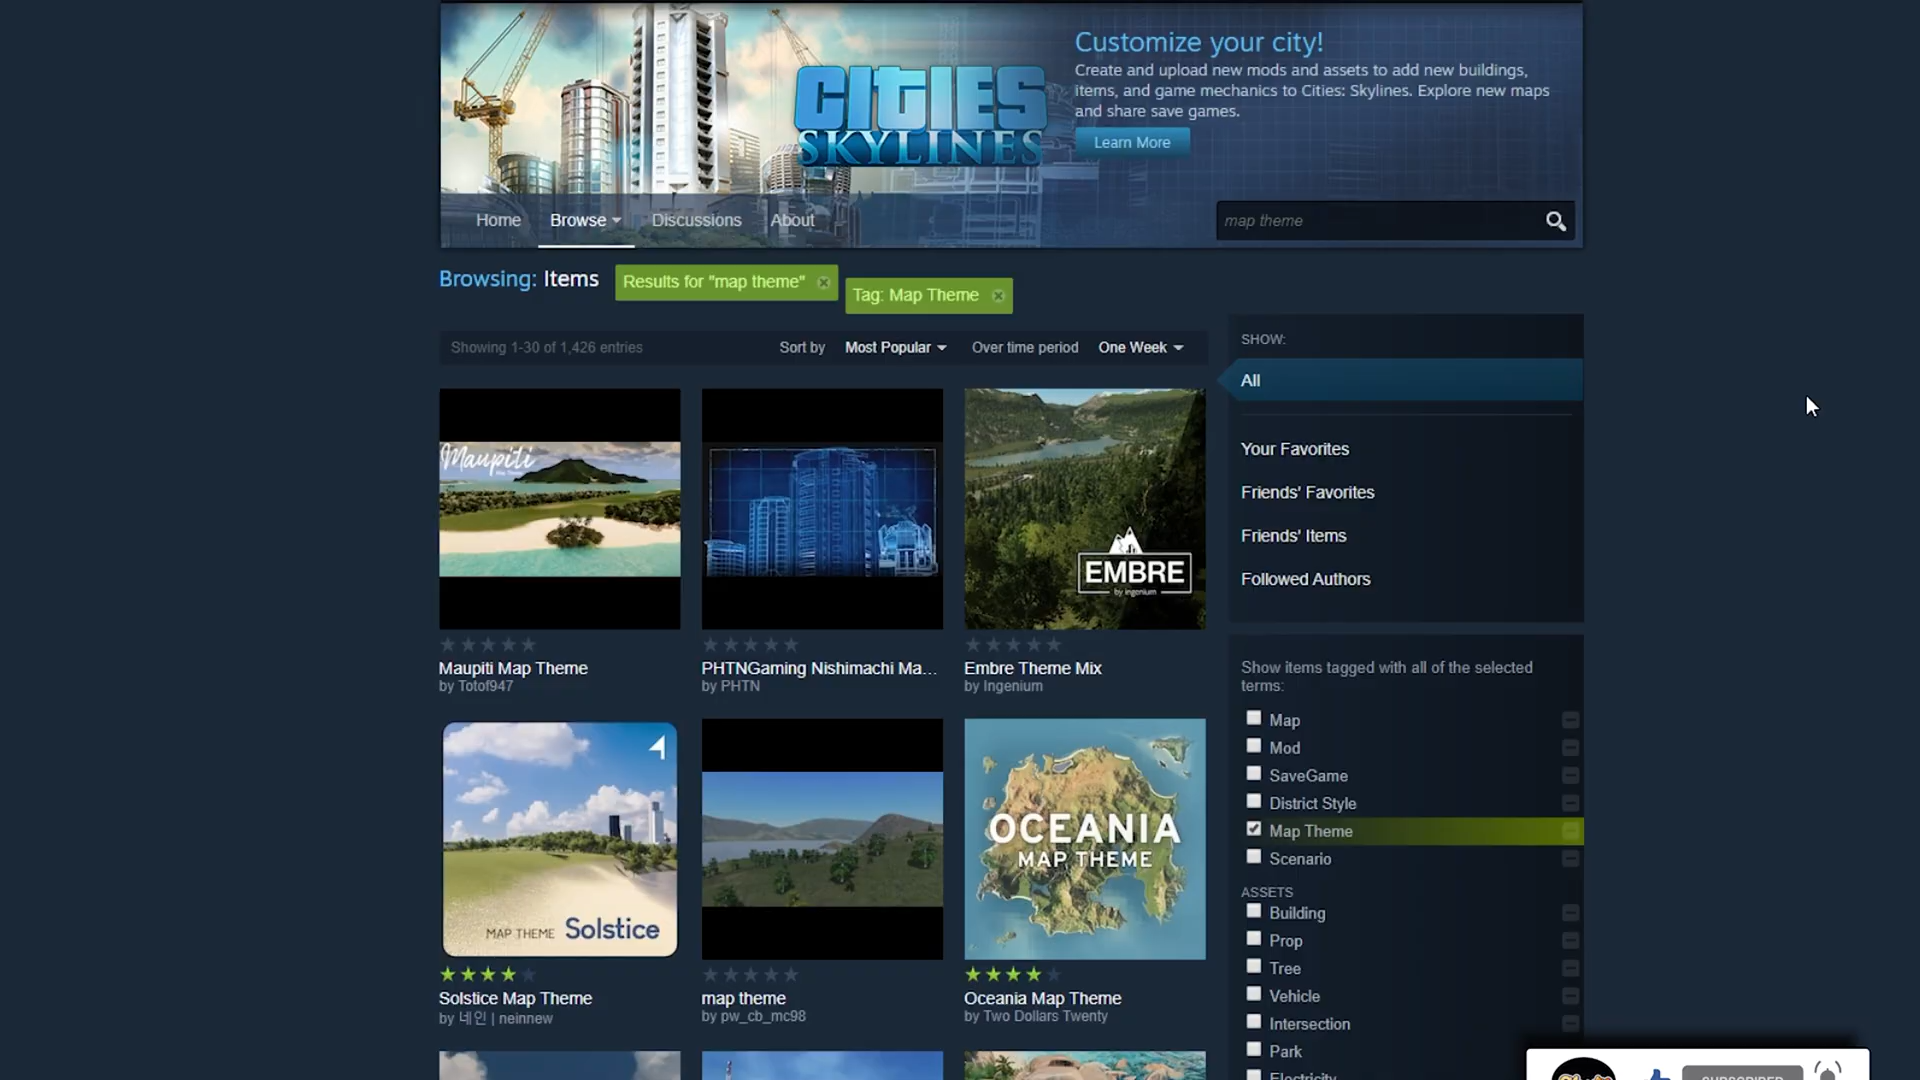 CITIES
SKYLINES
Customize your city!
Create and upload new mods and assets to add new buildings,
items, and game mechanics to Cities: Skylines. Explore new maps
and share save games.
Learn More
Home
Browse
Discussions
About
map theme
Browsing: Items
Results for "map theme"
Tag: Map Theme
Showing 1-30 of 1,426 entries
Sort by
Most Popular
Over time period
One Week
SHOW:
All
Your Favorites
Friends' Favorites
Friends' Items
Followed Authors
Maupiti
EMBRE
by Ingenium
Maupiti Map Theme
by Totof947
PHTNGaming Nishimachi Ma...
by PHTN
Embre Theme Mix
by Ingenium
MAP THEME Solstice
OCEANIA
MAP THEME
Solstice Map Theme
by 네인 | neinnew
map theme
by pw_cb_mc98
Oceania Map Theme
by Two Dollars Twenty
Show items tagged with all of the selected
terms:
Map
Mod
SaveGame
District Style
Map Theme
Scenario
ASSETS
Building
Prop
Tree
Vehicle
Intersection
Park
Electricity
SUBSCRIBED